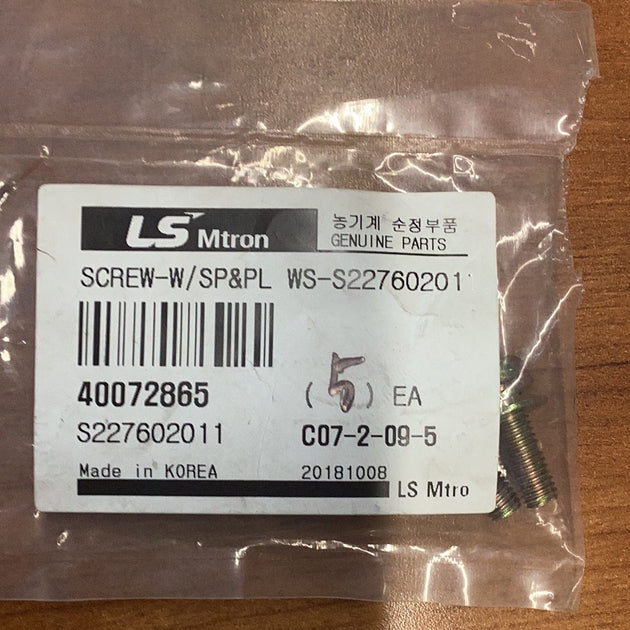 LS Mtron
농기계 순정부품
GENUINE PARTS
SCREW-W/SP&PL WS-S227602011
40072865
(5) EA
S227602011
C07-2-09-5
Made in KOREA
20181008
LS Mtro